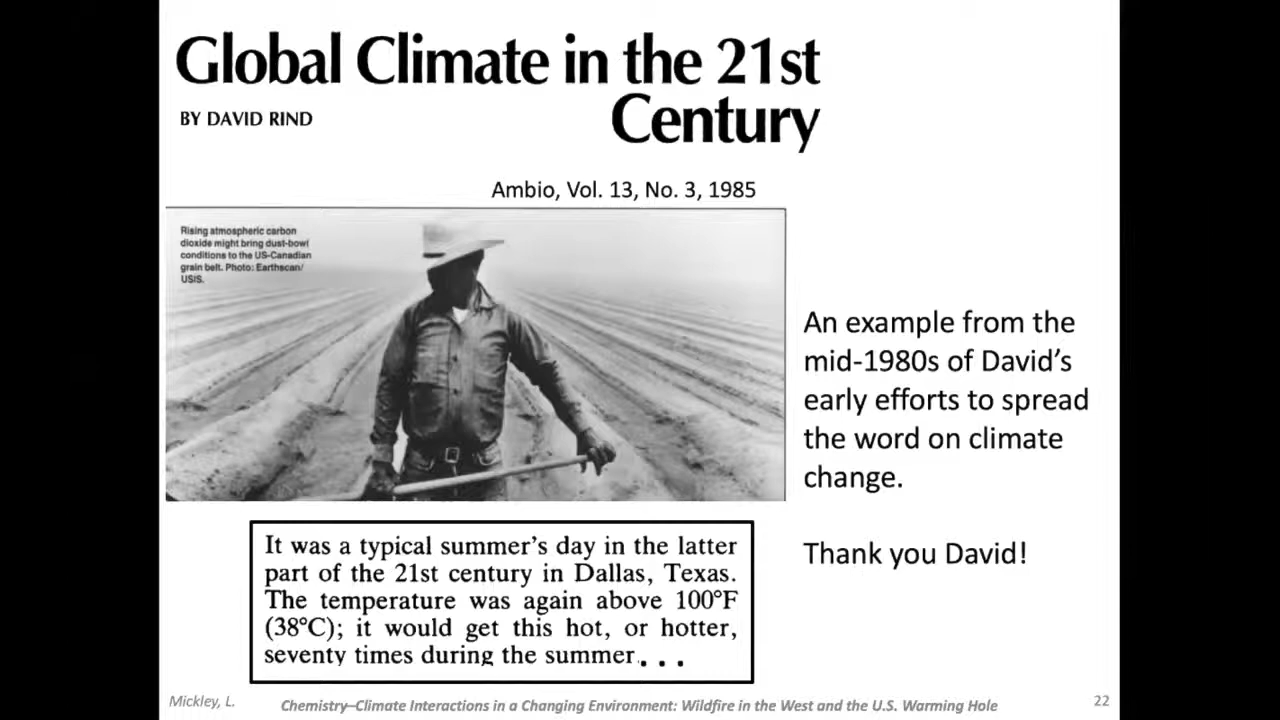 Global Climate in the 21st
Century
BY DAVID RIND
Ambio, Vol. 13, No. 3, 1985
Rising atmospheric carbon
dioxide might bring dust-bowl
conditions to the US-Canadian
grain belt. Photo: Earthscan/
USIS.
An example from the
mid-1980s of David’s
early efforts to spread
the word on climate
change.
Thank you David!
It was a typical summer’s day in the latter
part of the 21st century in Dallas, Texas.
The temperature was again above 100°F
(38°C); it would get this hot, or hotter,
seventy times during the summer. . .
Mickley, L.
Chemistry–Climate Interactions in a Changing Environment: Wildfire in the West and the U.S. Warming Hole
22